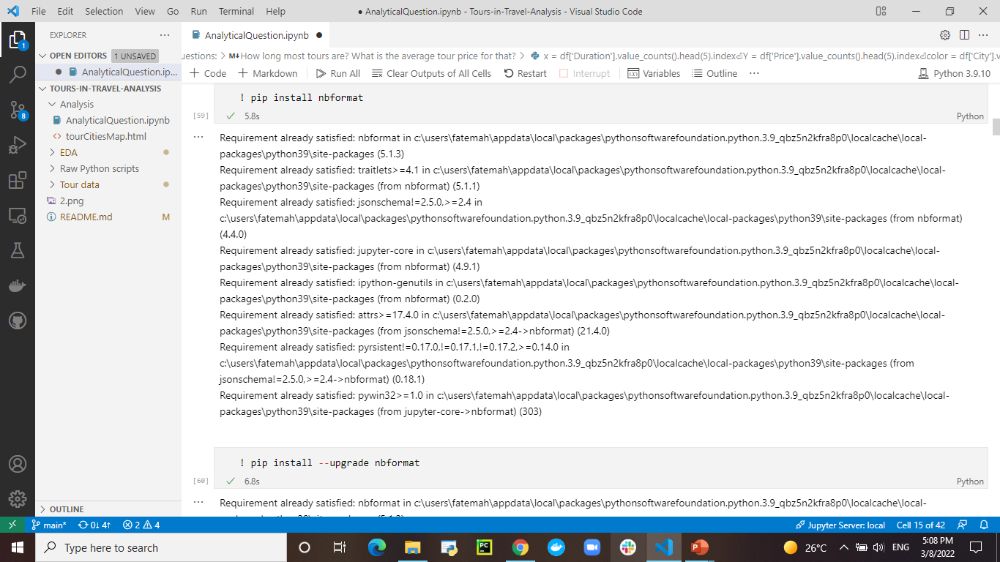 File Edit Selection View Go Run Terminal Help ● AnalyticalQuestion.ipynb - Tours-in-Travel-Analysis - Visual Studio Code
EXPLORER
OPEN EDITORS 1 UNSAVED
AnalyticalQuestion.ip...
TOURS-IN-TRAVEL-ANALYSIS
Analysis
AnalyticalQuestion.ipynb
tourCitiesMap.html
EDA
Raw Python scripts
Tour data
2.png
README.md M
OUTLINE
1
8
AnalyticalQuestion.ipynb ●
uestions: > M↓How long most tours are? What is the average tour price for that? > x = df['Duration'].value_counts().head(5).index⏎Y = df['Price'].value_counts().head(5).index⏎color = df['City'].v
+ Code + Markdown Run All Clear Outputs of All Cells Restart Interrupt Variables Outline ... Python 3.9.10
! pip install nbformat
[59] ✓ 5.8s Python
Requirement already satisfied: nbformat in c:\users\fatemah\appdata\local\packages\pythonsoftwarefoundation.python.3.9_qbz5n2kfra8p0\localcache\local-
packages\python39\site-packages (5.1.3)
Requirement already satisfied: traitlets>=4.1 in c:\users\fatemah\appdata\local\packages\pythonsoftwarefoundation.python.3.9_qbz5n2kfra8p0\localcache\local-
packages\python39\site-packages (from nbformat) (5.1.1)
Requirement already satisfied: jsonschema!=2.5.0,>=2.4 in
c:\users\fatemah\appdata\local\packages\pythonsoftwarefoundation.python.3.9_qbz5n2kfra8p0\localcache\local-packages\python39\site-packages (from nbformat)
(4.4.0)
Requirement already satisfied: jupyter-core in c:\users\fatemah\appdata\local\packages\pythonsoftwarefoundation.python.3.9_qbz5n2kfra8p0\localcache\local-
packages\python39\site-packages (from nbformat) (4.9.1)
Requirement already satisfied: ipython-genutils in c:\users\fatemah\appdata\local\packages\pythonsoftwarefoundation.python.3.9_qbz5n2kfra8p0\localcache\local-
packages\python39\site-packages (from nbformat) (0.2.0)
Requirement already satisfied: attrs>=17.4.0 in c:\users\fatemah\appdata\local\packages\pythonsoftwarefoundation.python.3.9_qbz5n2kfra8p0\localcache\local-
packages\python39\site-packages (from jsonschema!=2.5.0,>=2.4->nbformat) (21.4.0)
Requirement already satisfied: pyrsistent!=0.17.0,!=0.17.1,!=0.17.2,>=0.14.0 in
c:\users\fatemah\appdata\local\packages\pythonsoftwarefoundation.python.3.9_qbz5n2kfra8p0\localcache\local-packages\python39\site-packages (from
jsonschema!=2.5.0,>=2.4->nbformat) (0.18.1)
Requirement already satisfied: pywin32>=1.0 in c:\users\fatemah\appdata\local\packages\pythonsoftwarefoundation.python.3.9_qbz5n2kfra8p0\localcache\local-
packages\python39\site-packages (from jupyter-core->nbformat) (303)
! pip install --upgrade nbformat
[60] ✓ 6.8s Python
Requirement already satisfied: nbformat in c:\users\fatemah\appdata\local\packages\pythonsoftwarefoundation.python.3.9_qbz5n2kfra8p0\localcache\local-
main* 0↓ 4↑ 2 4 Jupyter Server: local Cell 15 of 42
Type here to search PC 26°C ENG 5:08 PM
3/8/2022